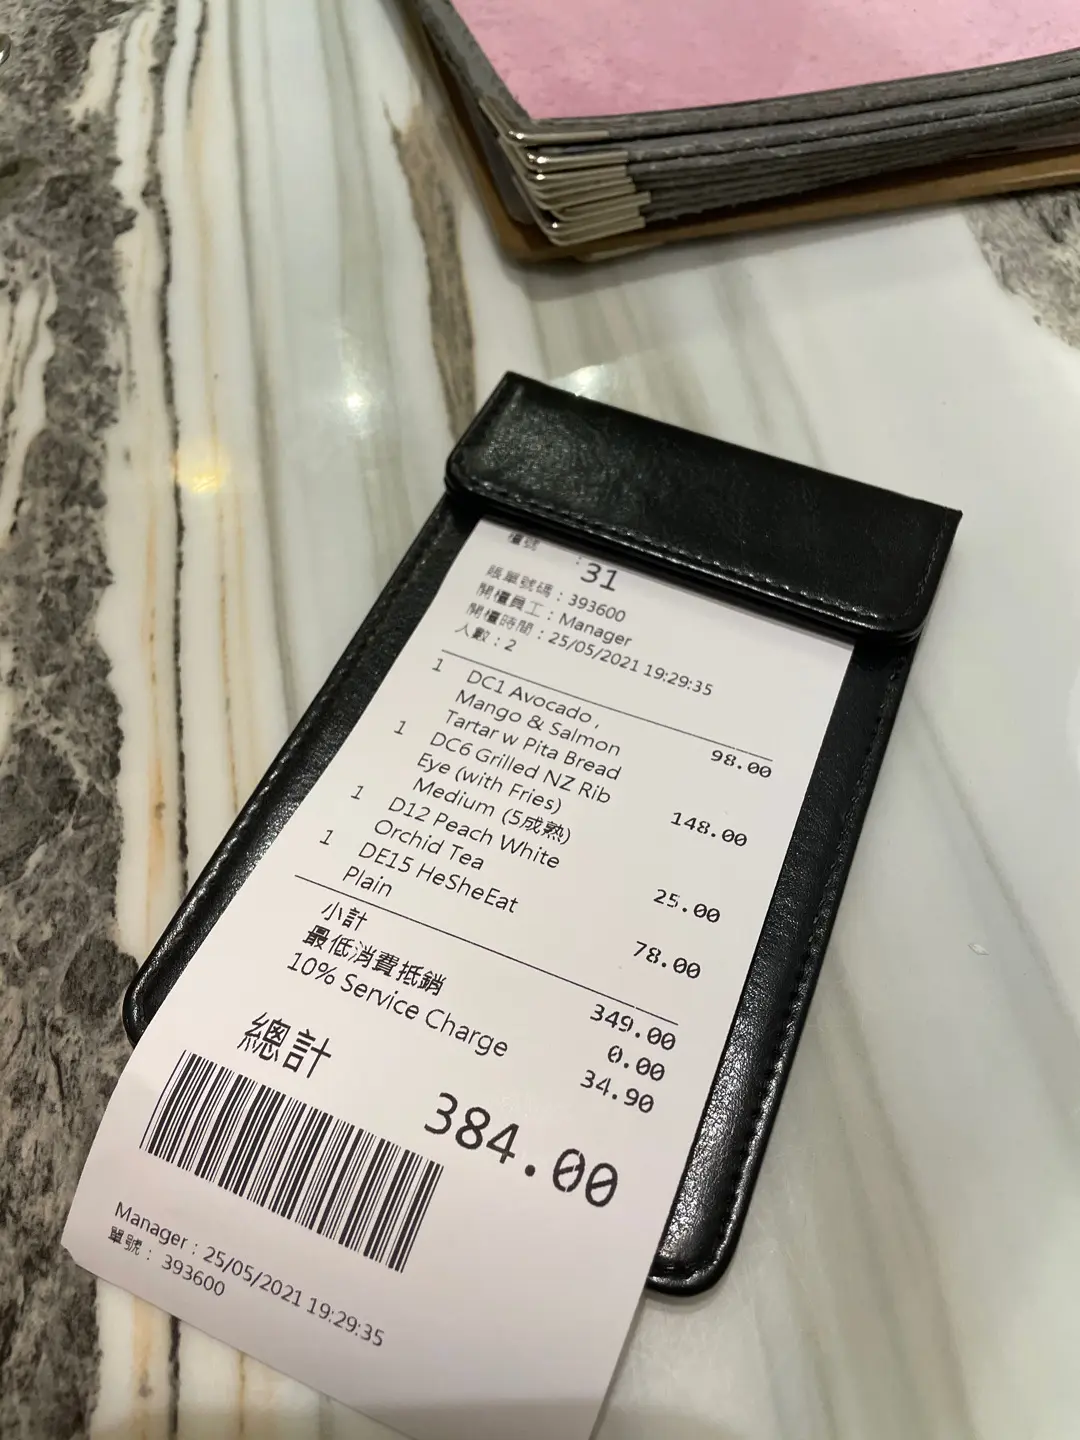 檯號 : 31
賬單號碼 : 393600
開檯員工 : Manager
開檯時間 : 25/05/2021 19:29:35
人數 : 2
1 DC1 Avocado ,
Mango & Salmon
Tartar w Pita Bread 98.00
1 DC6 Grilled NZ Rib
Eye (with Fries)
Medium (5成熟) 148.00
1 D12 Peach White
Orchid Tea 25.00
1 DE15 HeSheEat
Plain 78.00
小計 349.00
最低消費抵銷 0.00
10% Service Charge 34.90
總計 384.00
Manager : 25/05/2021 19:29:35
單號 : 393600